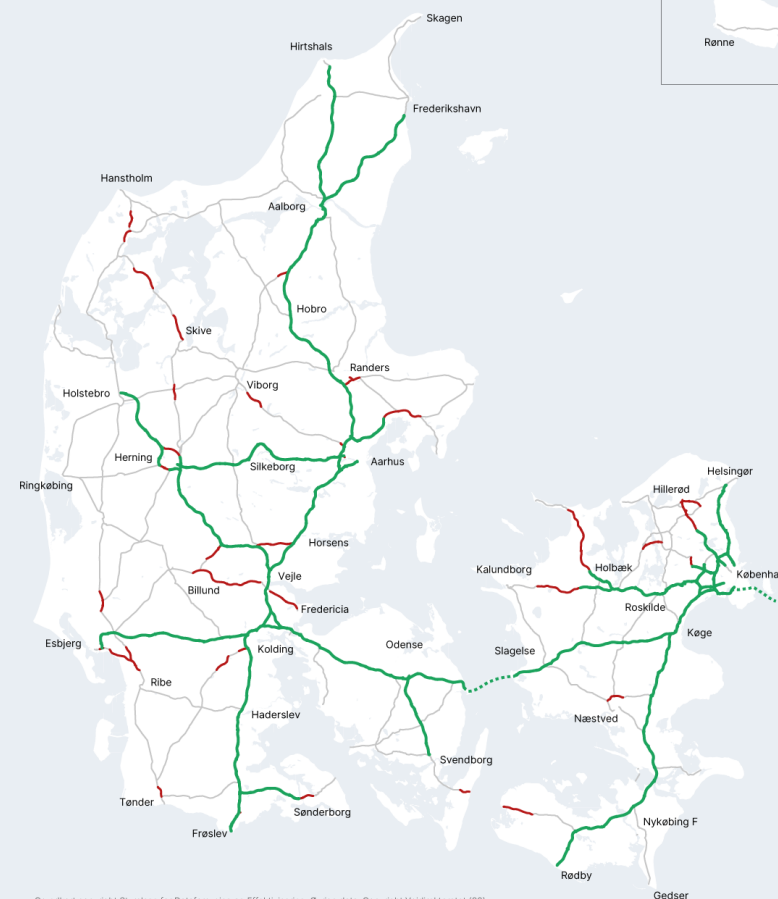 Skagen
Rønne
Hirtshals
Frederikshavn
Hanstholm
Aalborg
Hobro
Skive
Randers
Viborg
Holstebro
Herning
Silkeborg
Aarhus
Ringkøbing
Helsingør
Hillerød
Horsens
Kalundborg
Holbæk
Københa
Vejle
Billund
Fredericia
Roskilde
Køge
Esbjerg
Kolding
Odense
Slagelse
Ribe
Haderslev
Næstved
Svendborg
Tønder
Sønderborg
Nykøbing F
Frøslev
Rødby
Gedser